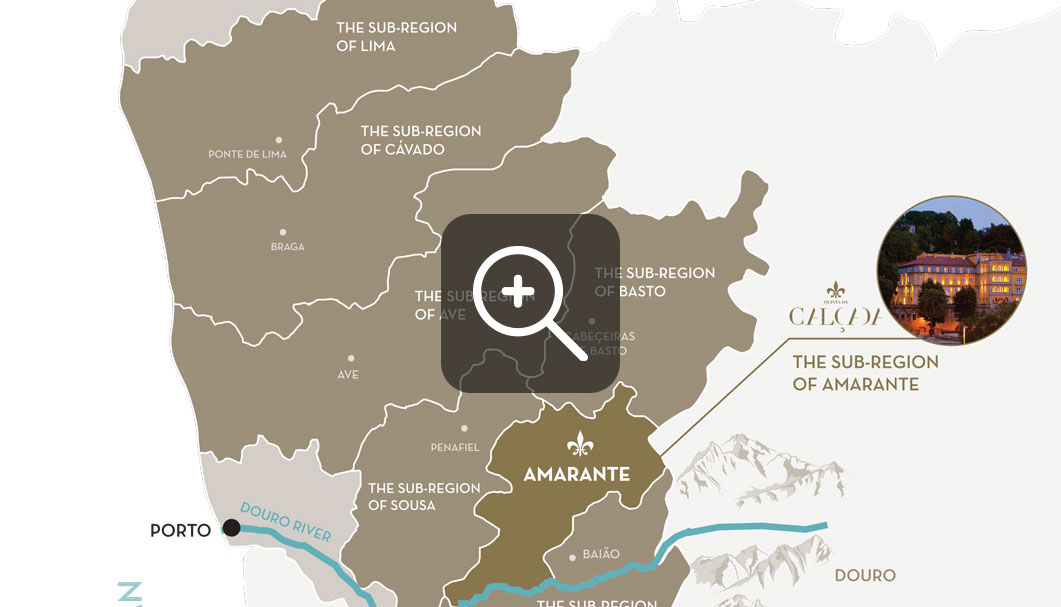 THE SUB-REGION
OF LIMA
THE SUB-REGION
OF CÁVADO
PONTE DE LIMA
BRAGA
THE SUB-REGION
OF BASTO
THE SUB-REGION
OF AVE
CABEÇEIRAS
DE BASTO
QUINTA DA
CALÇADA
THE SUB-REGION
OF AMARANTE
AVE
PENAFIEL
AMARANTE
THE SUB-REGION
OF SOUSA
DOURO RIVER
PORTO
BAIÃO
DOURO
THE SUB-REGION
N